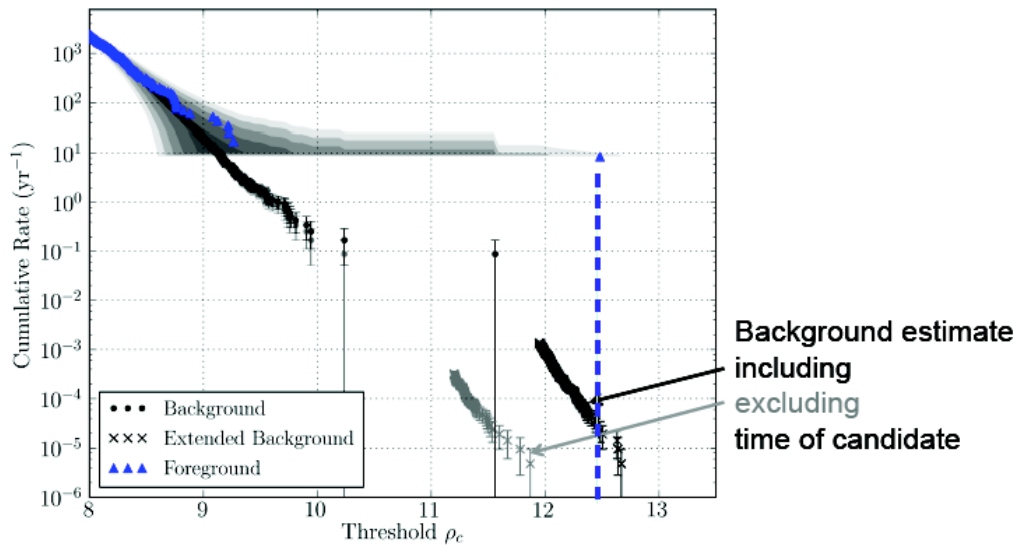 10³
10²
10¹
10⁰
10⁻¹
10⁻²
10⁻³
10⁻⁴
10⁻⁵
10⁻⁶
Cumulative Rate (yr⁻¹)
Background
Extended Background
Foreground
8 9 10 11 12 13
Threshold ρ_c
Background estimate
including
excluding
time of candidate